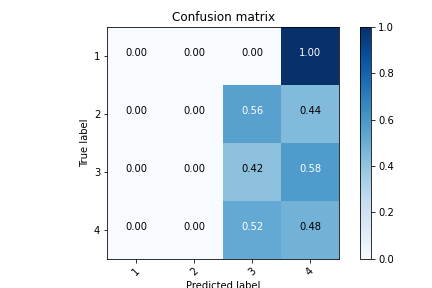 Confusion matrix
1 0.00 0.00 0.00 1.00
2 0.00 0.00 0.56 0.44
3 0.00 0.00 0.42 0.58
4 0.00 0.00 0.52 0.48
1 2 3 4
True label
Predicted label
1.0
0.8
0.6
0.4
0.2
0.0